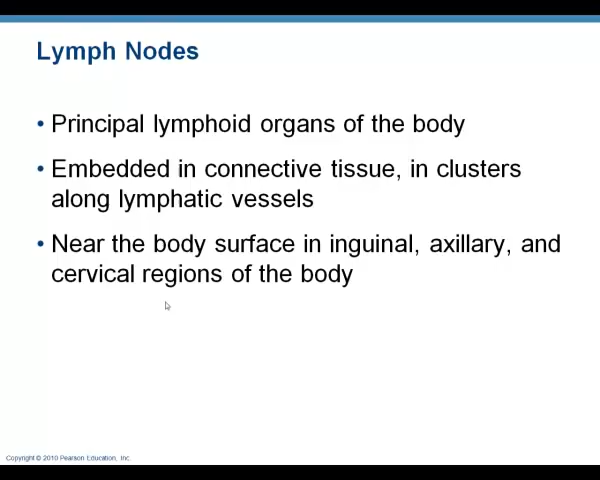 Lymph Nodes
• Principal lymphoid organs of the body
• Embedded in connective tissue, in clusters
along lymphatic vessels
• Near the body surface in inguinal, axillary, and
cervical regions of the body
Copyright © 2010 Pearson Education, Inc.